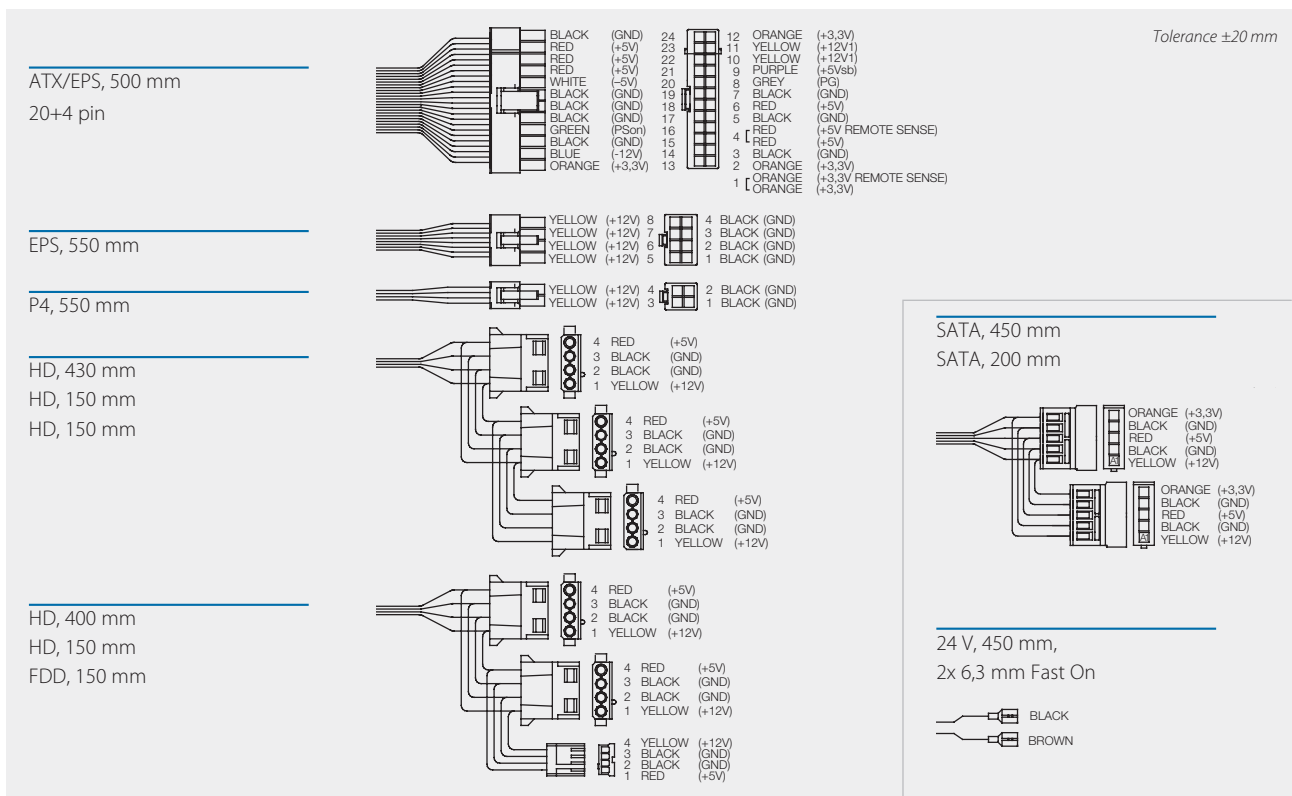 Tolerance ±20 mm
ATX/EPS, 500 mm
20+4 pin
BLACK (GND) 24
RED (+5V) 23
RED (+5V) 22
RED (+5V) 21
WHITE (–5V) 20
BLACK (GND) 19
BLACK (GND) 18
BLACK (GND) 17
GREEN (PSon) 16
BLACK (GND) 15
BLUE (-12V) 14
ORANGE (+3,3V) 13
12 ORANGE (+3,3V)
11 YELLOW (+12V1)
10 YELLOW (+12V1)
9 PURPLE (+5Vsb)
8 GREY (PG)
7 BLACK (GND)
6 RED (+5V)
5 BLACK (GND)
4 [ RED (+5V REMOTE SENSE)
RED (+5V)
3 BLACK (GND)
2 ORANGE (+3,3V)
1 [ ORANGE (+3,3V REMOTE SENSE)
ORANGE (+3,3V)
EPS, 550 mm
YELLOW (+12V) 8
YELLOW (+12V) 7
YELLOW (+12V) 6
YELLOW (+12V) 5
4 BLACK (GND)
3 BLACK (GND)
2 BLACK (GND)
1 BLACK (GND)
P4, 550 mm
YELLOW (+12V) 4
YELLOW (+12V) 3
2 BLACK (GND)
1 BLACK (GND)
HD, 430 mm
HD, 150 mm
HD, 150 mm
4 RED (+5V)
3 BLACK (GND)
2 BLACK (GND)
1 YELLOW (+12V)
4 RED (+5V)
3 BLACK (GND)
2 BLACK (GND)
1 YELLOW (+12V)
4 RED (+5V)
3 BLACK (GND)
2 BLACK (GND)
1 YELLOW (+12V)
HD, 400 mm
HD, 150 mm
FDD, 150 mm
4 RED (+5V)
3 BLACK (GND)
2 BLACK (GND)
1 YELLOW (+12V)
4 RED (+5V)
3 BLACK (GND)
2 BLACK (GND)
1 YELLOW (+12V)
4 YELLOW (+12V)
3 BLACK (GND)
2 BLACK (GND)
1 RED (+5V)
SATA, 450 mm
SATA, 200 mm
ORANGE (+3,3V)
BLACK (GND)
RED (+5V)
BLACK (GND)
A1 YELLOW (+12V)
ORANGE (+3,3V)
BLACK (GND)
RED (+5V)
BLACK (GND)
A1 YELLOW (+12V)
24 V, 450 mm,
2x 6,3 mm Fast On
BLACK
BROWN